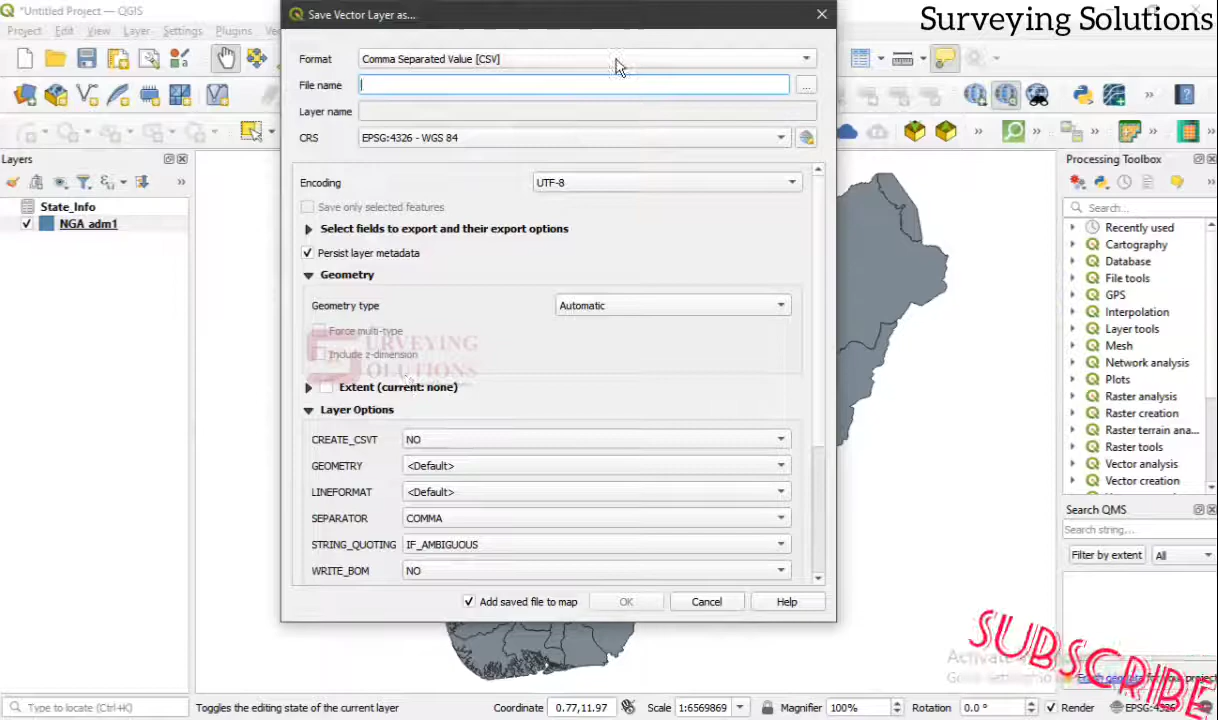 *Untitled Project — QGIS
Save Vector Layer as...
Surveying Solutions
Project Edit View Layer Settings Plugins
Format
Comma Separated Value [CSV]
File name
...
Layer name
CRS
EPSG:4326 - WGS 84
Layers
State_Info
NGA_adm1
Encoding
UTF-8
Save only selected features
Select fields to export and their export options
Persist layer metadata
Geometry
Geometry type
Automatic
Force multi-type
Include z-dimension
SURVEYING
SOLUTIONS
Extent (current: none)
Layer Options
CREATE_CSVT
NO
GEOMETRY
<Default>
LINEFORMAT
<Default>
SEPARATOR
COMMA
STRING_QUOTING
IF_AMBIGUOUS
WRITE_BOM
NO
Add saved file to map
OK
Cancel
Help
Processing Toolbox
Search...
Recently used
Cartography
Database
File tools
GPS
Interpolation
Layer tools
Mesh
Network analysis
Plots
Raster analysis
Raster creation
Raster terrain ana...
Raster tools
Vector analysis
Vector creation
Search QMS
Search string...
Filter by extent
All
SUBSCRIBE
Type to locate (Ctrl+K)
Toggles the editing state of the current layer
Coordinate
0.77,11.97
Scale
1:6569869
Magnifier
100%
Rotation
0.0 °
Render